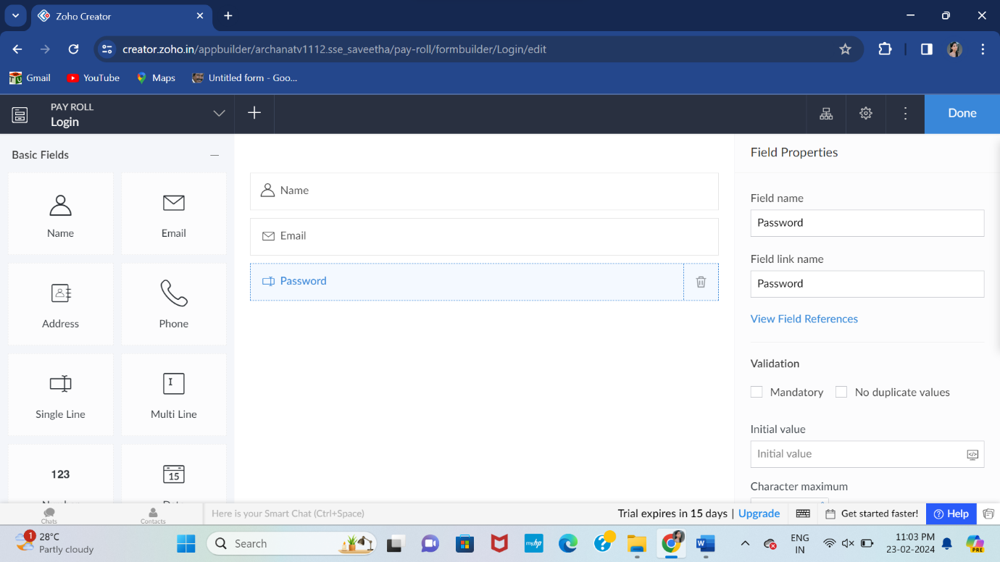 Zoho Creator
creator.zoho.in/appbuilder/archanatv1112.sse_saveetha/pay-roll/formbuilder/Login/edit
Gmail
YouTube
Maps
Untitled form - Goo...
PAY ROLL
Login
Done
Basic Fields
Name
Email
Address
Phone
Single Line
Multi Line
123
15
Name
Email
Password
Field Properties
Field name
Password
Field link name
Password
View Field References
Validation
Mandatory
No duplicate values
Initial value
Initial value
Character maximum
Chats
Contacts
Here is your Smart Chat (Ctrl+Space)
Trial expires in 15 days | Upgrade
Get started faster!
Help
1
28°C
Partly cloudy
Search
myhp
W
ENG
IN
11:03 PM
23-02-2024
PRE